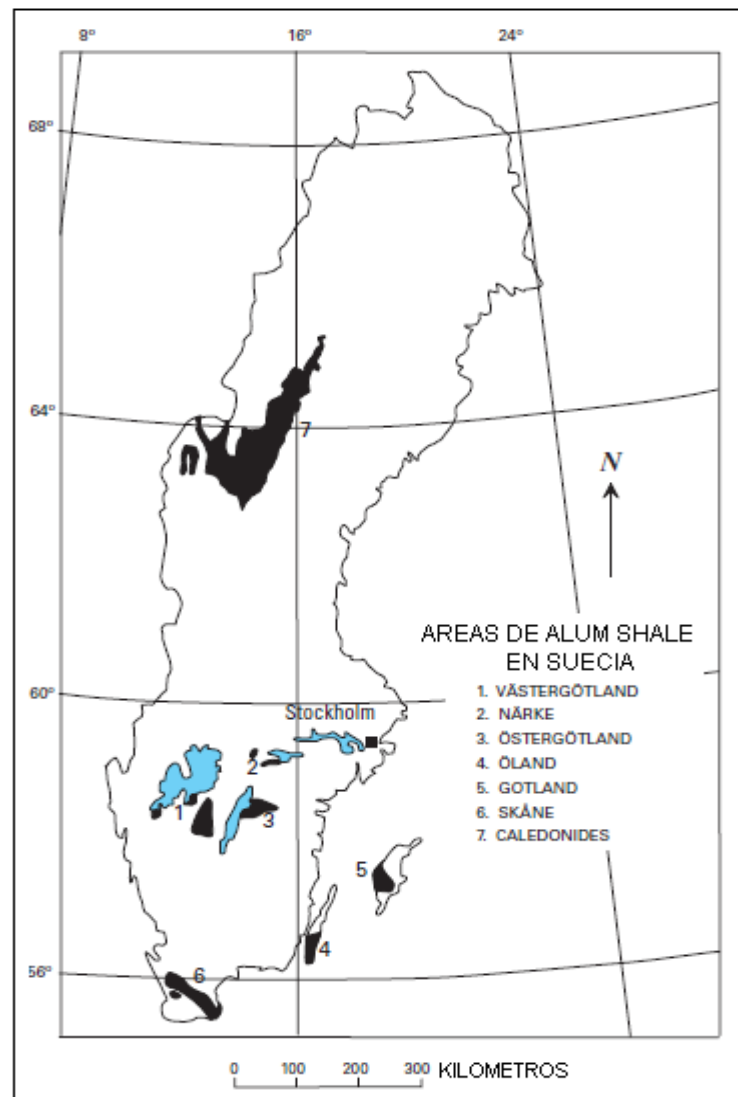 8°
16°
24°
68°
64°
7
N
AREAS DE ALUM SHALE
EN SUECIA
1. VÄSTERGÖTLAND
2. NÄRKE
3. ÖSTERGÖTLAND
4. ÖLAND
5. GOTLAND
6. SKÅNE
7. CALEDONIDES
60°
Stockholm
2
1
3
5
4
56°
6
0 100 200 300 KILOMETROS